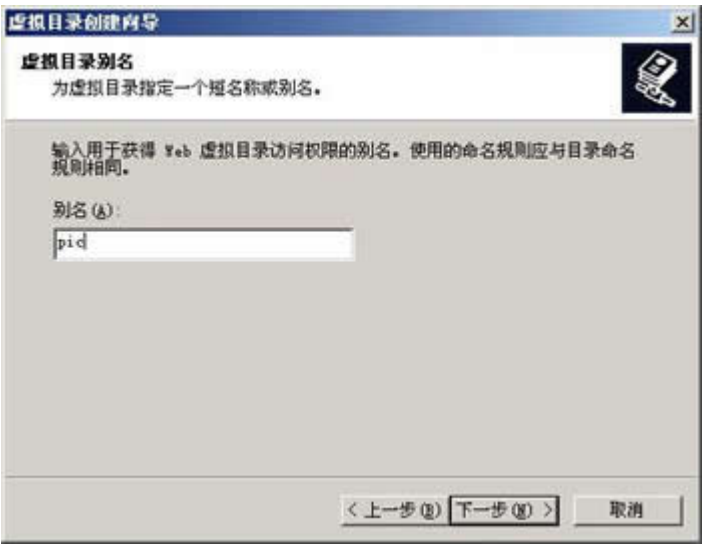 虚拟目录创建向导
虚拟目录别名
为虚拟目录指定一个短名称或别名。
输入用于获得 Web 虚拟目录访问权限的别名。使用的命名规则应与目录命名
规则相同。
别名(A):
pic
< 上一步(B) 下一步(N) > 取消